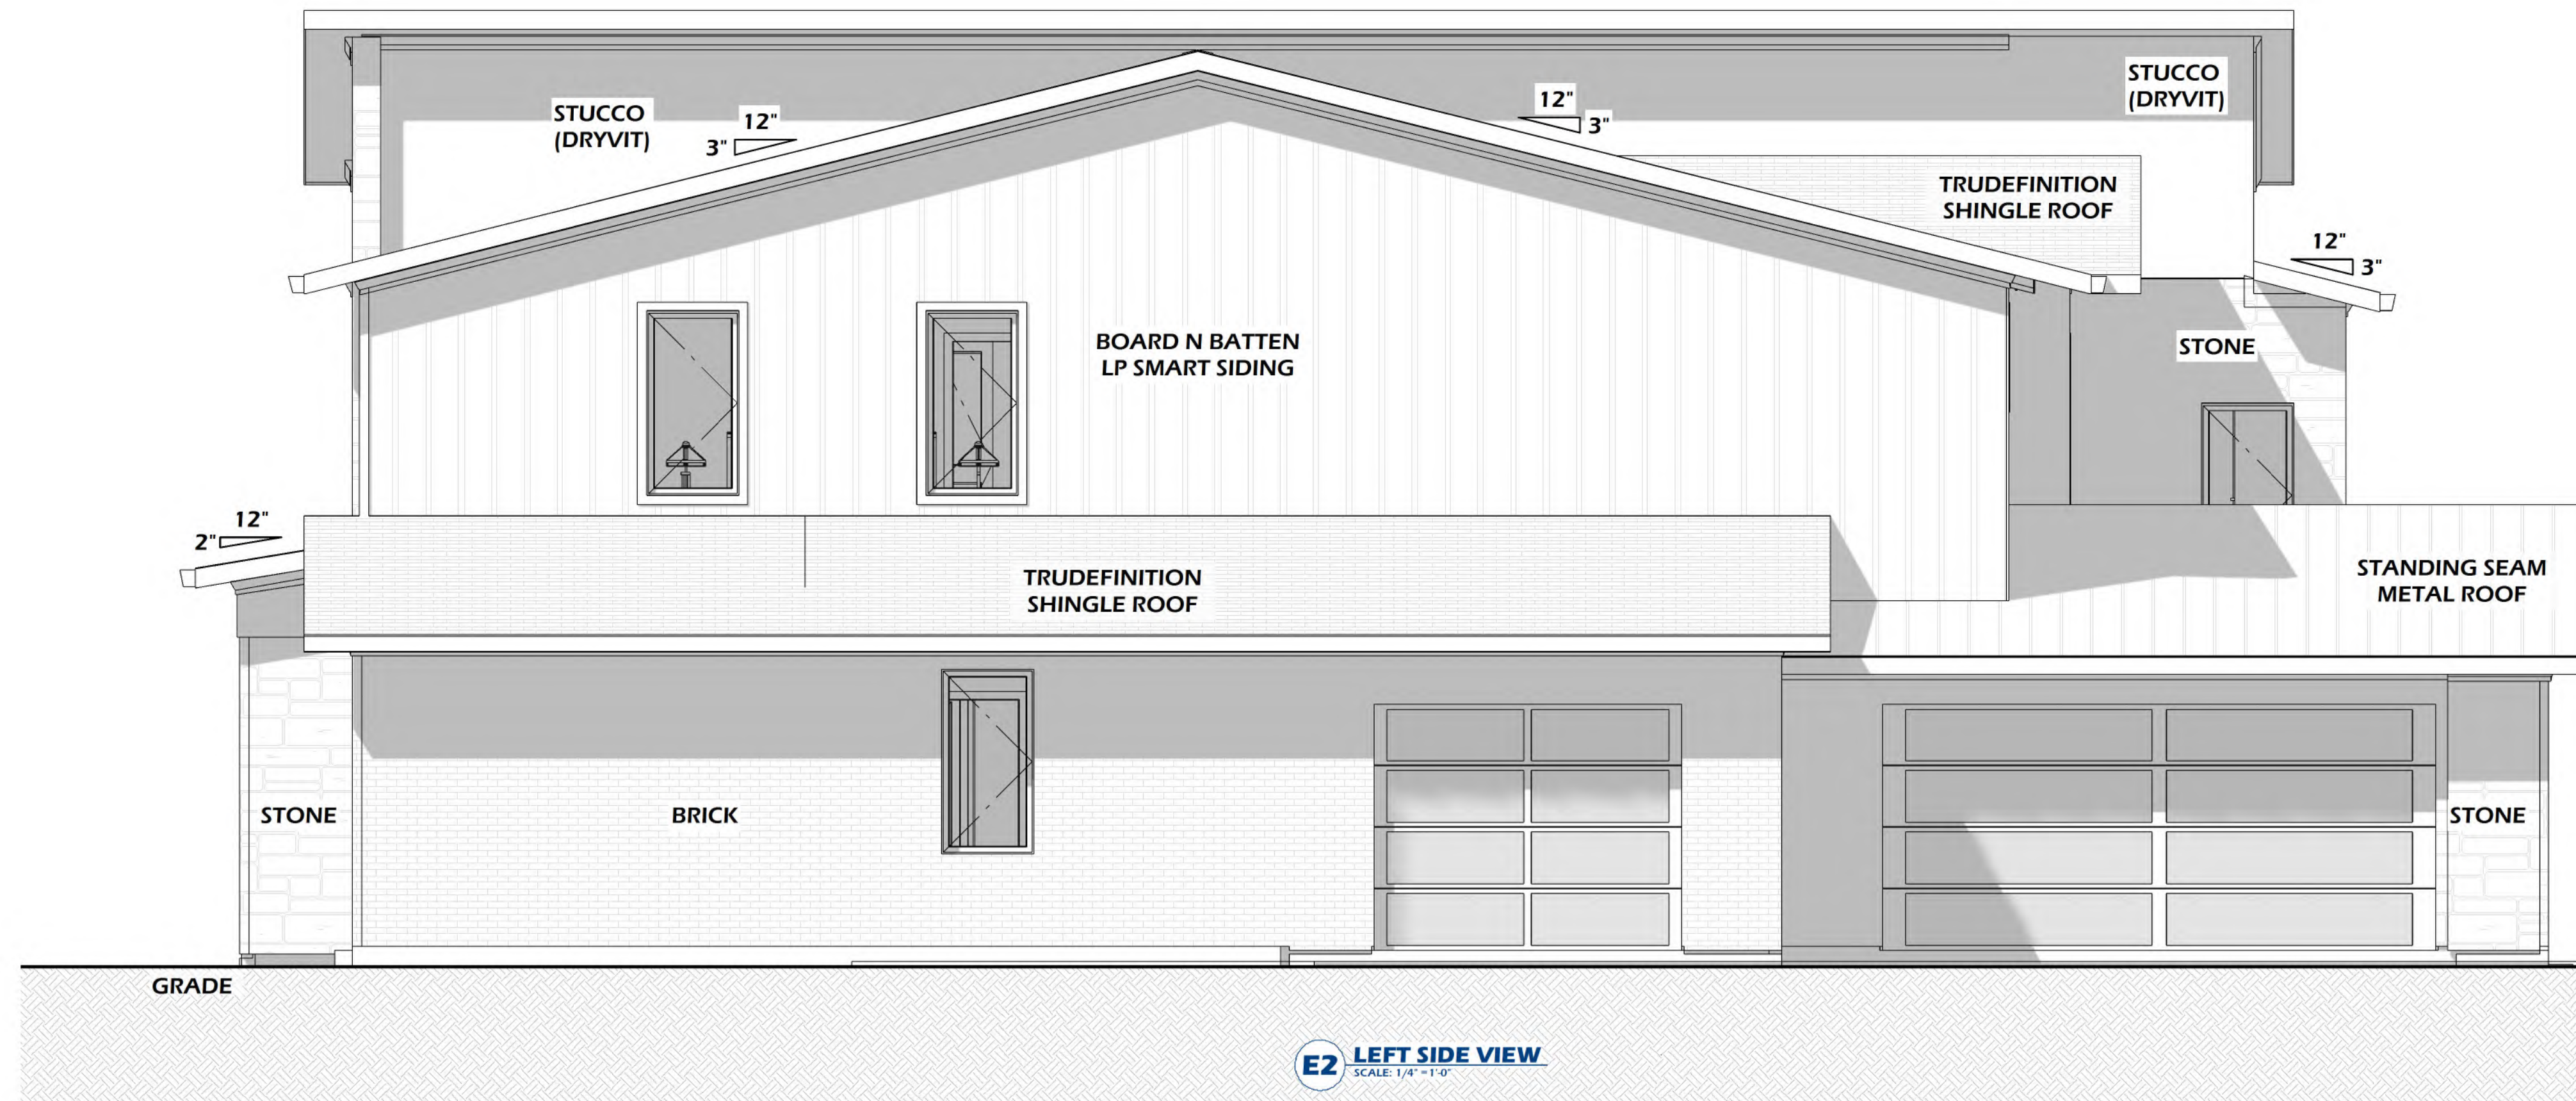 STUCCO
(DRYVIT)
12"
3"
12"
3"
STUCCO
(DRYVIT)
TRUDEFINITION
SHINGLE ROOF
12"
3"
BOARD N BATTEN
LP SMART SIDING
STONE
12"
2"
TRUDEFINITION
SHINGLE ROOF
STANDING SEAM
METAL ROOF
STONE
BRICK
STONE
GRADE
E2 LEFT SIDE VIEW
SCALE: 1/4" = 1'-0"